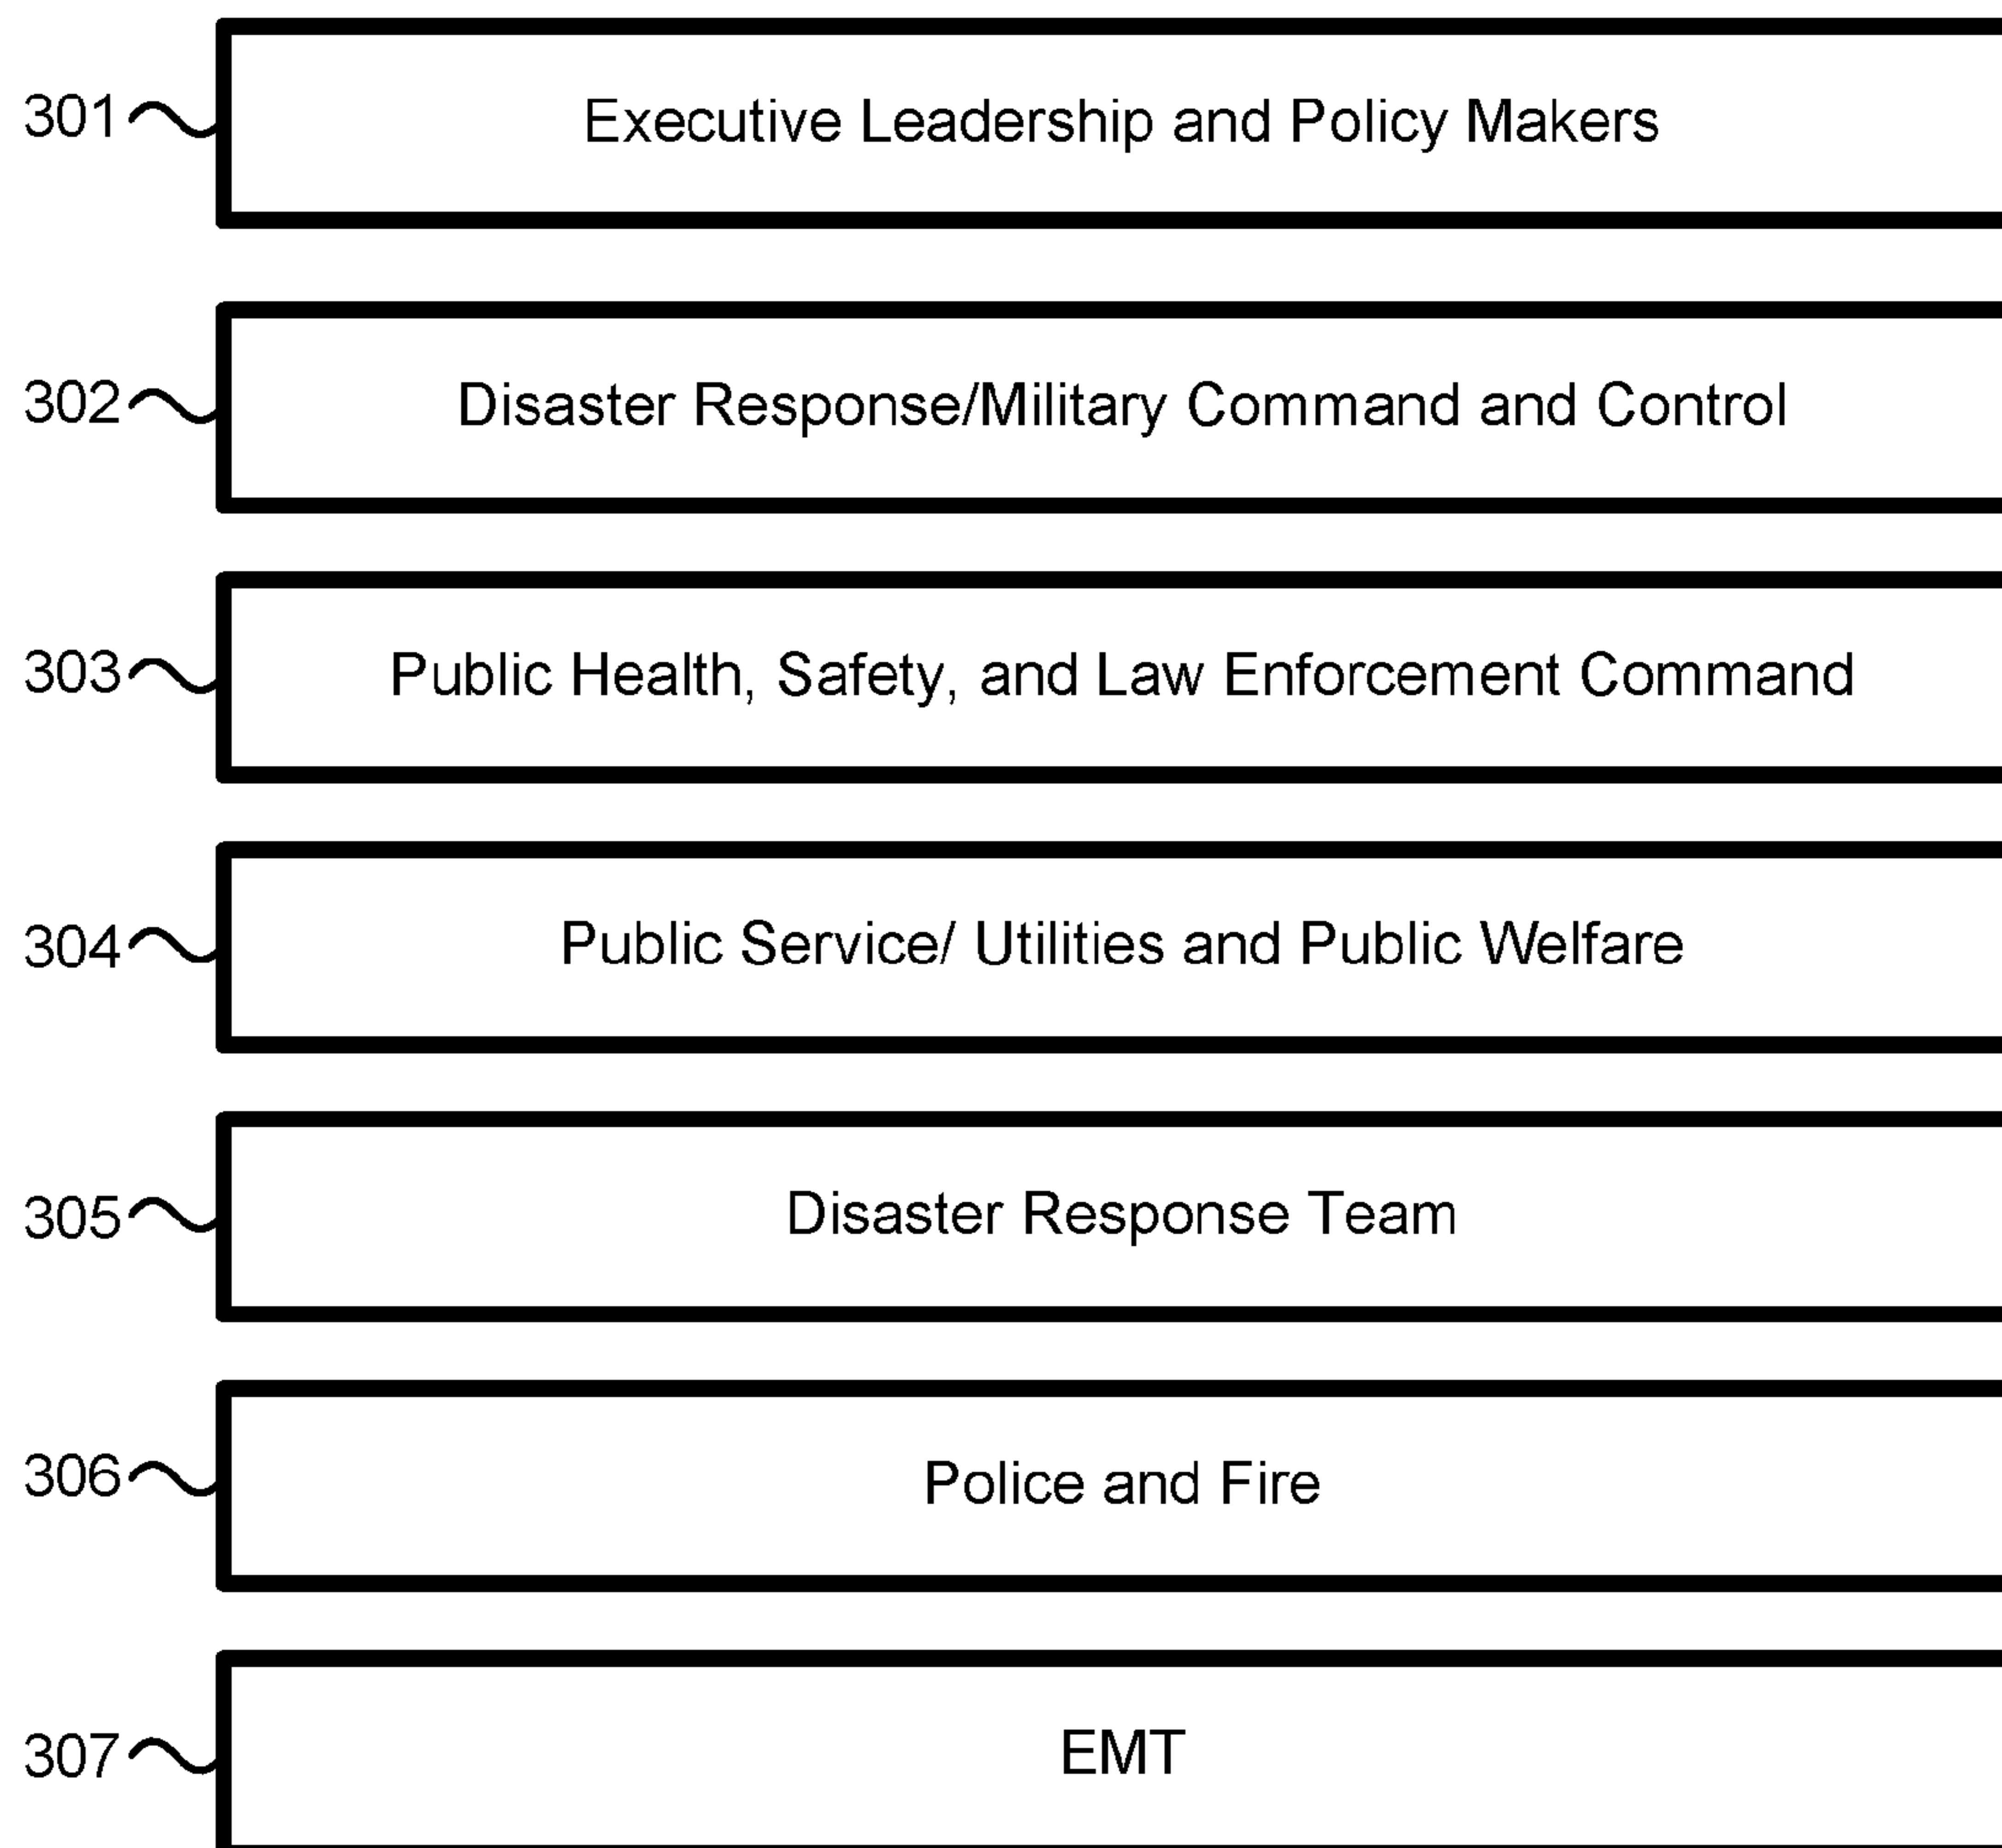 301 Executive Leadership and Policy Makers
302 Disaster Response/Military Command and Control
303 Public Health, Safety, and Law Enforcement Command
304 Public Service/ Utilities and Public Welfare
305 Disaster Response Team
306 Police and Fire
307 EMT